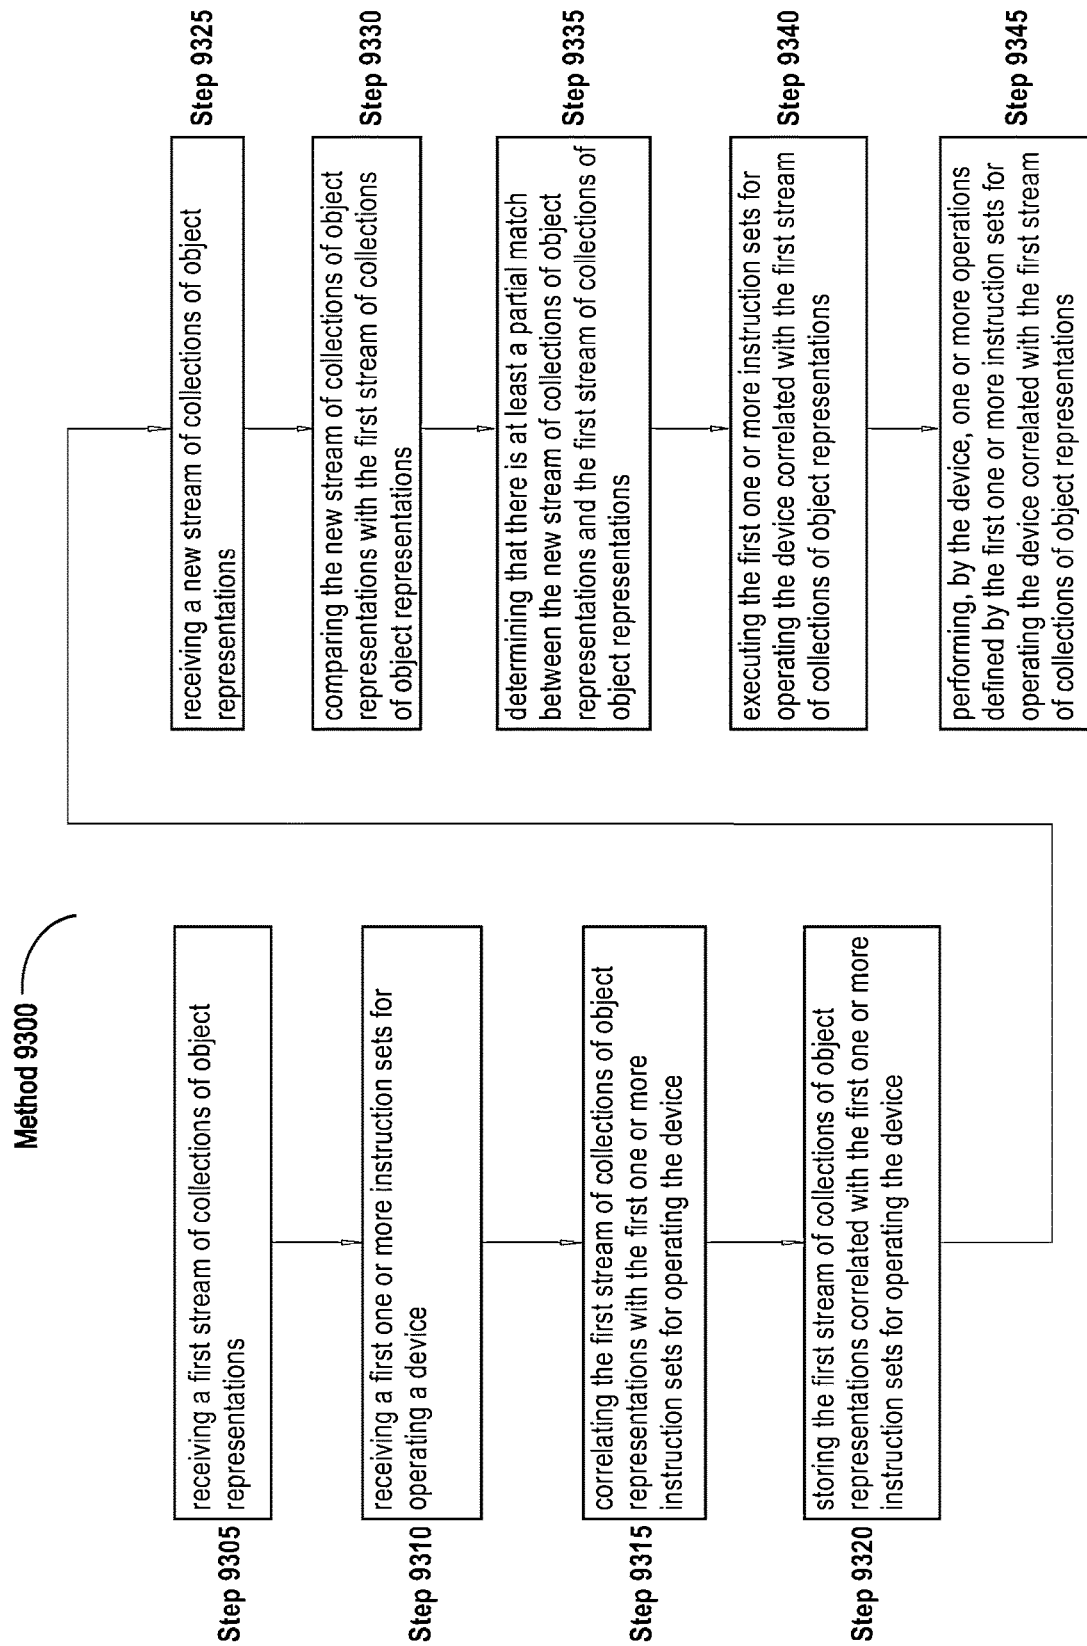 Method 9300
Step 9305
receiving a first stream of collections of object
representations
Step 9310
receiving a first one or more instruction sets for
operating a device
Step 9315
correlating the first stream of collections of object
representations with the first one or more
instruction sets for operating the device
Step 9320
storing the first stream of collections of object
representations correlated with the first one or more
instruction sets for operating the device
receiving a new stream of collections of object
representations
Step 9325
comparing the new stream of collections of object
representations with the first stream of collections
of object representations
Step 9330
determining that there is at least a partial match
between the new stream of collections of object
representations and the first stream of collections of
object representations
Step 9335
executing the first one or more instruction sets for
operating the device correlated with the first stream
of collections of object representations
Step 9340
performing, by the device, one or more operations
defined by the first one or more instruction sets for
operating the device correlated with the first stream
of collections of object representations
Step 9345